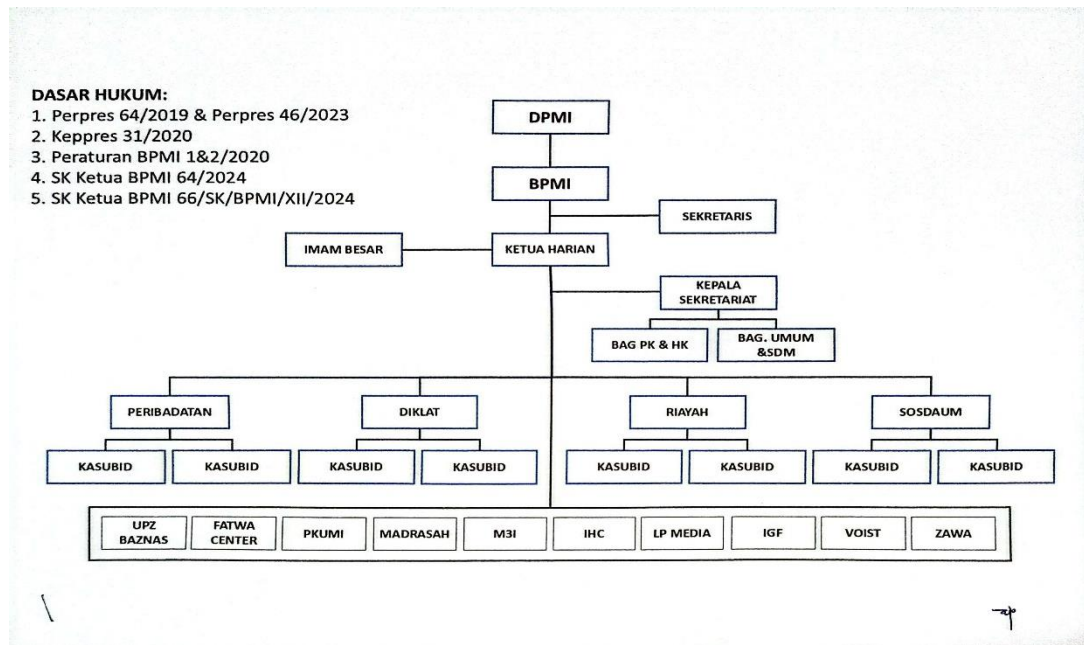 DASAR HUKUM:
1. Perpres 64/2019 & Perpres 46/2023
2. Keppres 31/2020
3. Peraturan BPMI 1&2/2020
4. SK Ketua BPMI 64/2024
5. SK Ketua BPMI 66/SK/BPMI/XII/2024
DPMI
BPMI
SEKRETARIS
IMAM BESAR
KETUA HARIAN
KEPALA
SEKRETARIAT
BAG PK & HK
BAG. UMUM
&SDM
PERIBADATAN
DIKLAT
RIAYAH
SOSDAUM
KASUBID
KASUBID
KASUBID
KASUBID
KASUBID
KASUBID
KASUBID
KASUBID
UPZ
BAZNAS
FATWA
CENTER
PKUMI
MADRASAH
M3I
IHC
LP MEDIA
IGF
VOIST
ZAWA